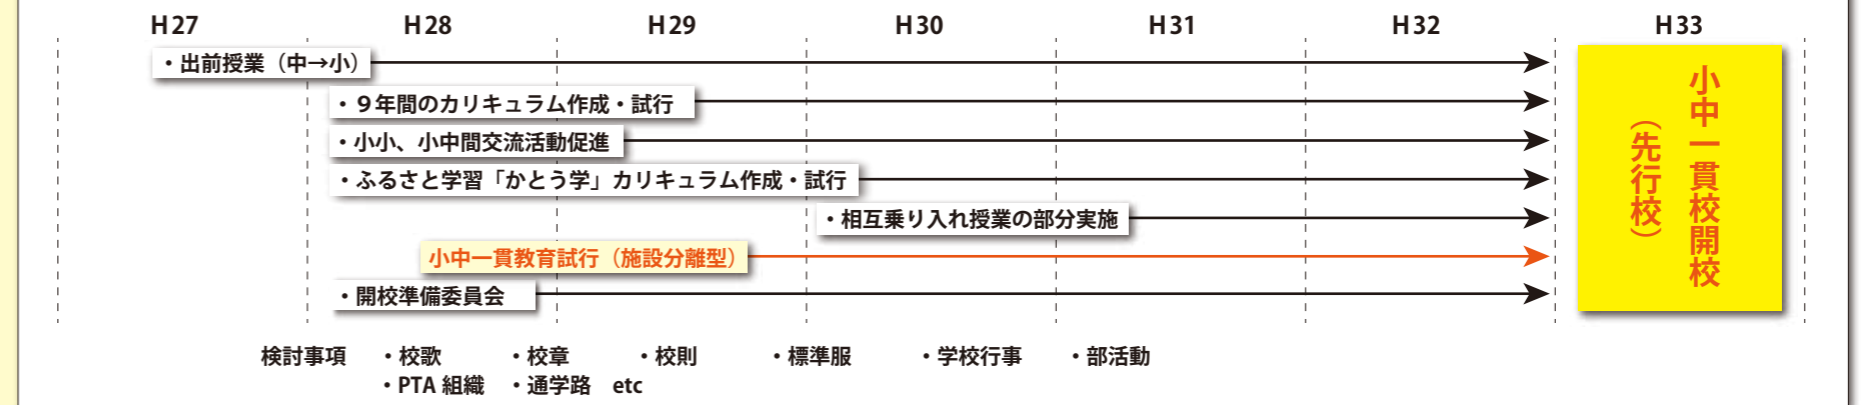 H27 H28 H29 H30 H31 H32 H33
・出前授業（中→小）
・９年間のカリキュラム作成・試行
・小小、小中間交流活動促進
・ふるさと学習「かとう学」カリキュラム作成・試行
・相互乗り入れ授業の部分実施
小中一貫教育試行（施設分離型）
・開校準備委員会
小中一貫校開校
（先行校）
検討事項 ・校歌 ・校章 ・校則 ・標準服 ・学校行事 ・部活動
・PTA 組織 ・通学路 etc